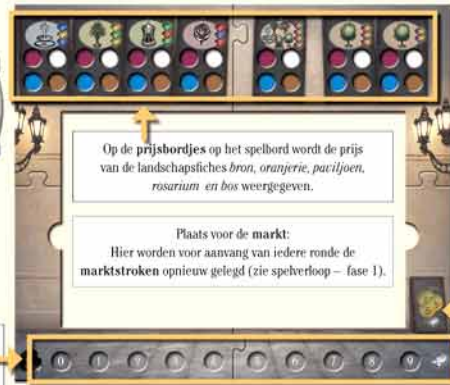 Op de prijsbordjes op het spelbord wordt de prijs
van de landschapsfiches bron, oranjerie, paviljoen,
rosarium en bos weergegeven.
Plaats voor de markt:
Hier worden voor aanvang van iedere ronde de
marktstroken opnieuw gelegd (zie spelverloop – fase 1).
0 1 2 3 4 5 6 7 8 9